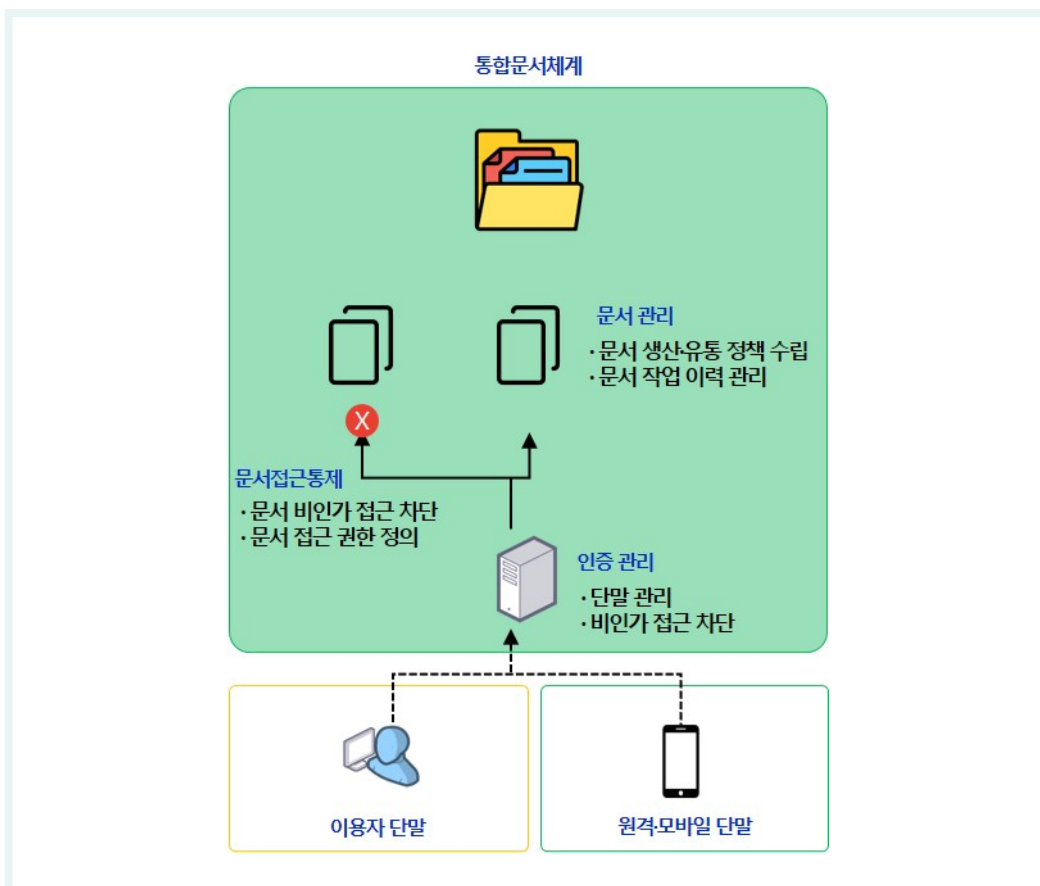 통합문서체계
문서 관리
· 문서 생산·유통 정책 수립
· 문서 작업 이력 관리
X
문서접근통제
· 문서 비인가 접근 차단
· 문서 접근 권한 정의
인증 관리
· 단말 관리
· 비인가 접근 차단
이용자 단말
원격·모바일 단말